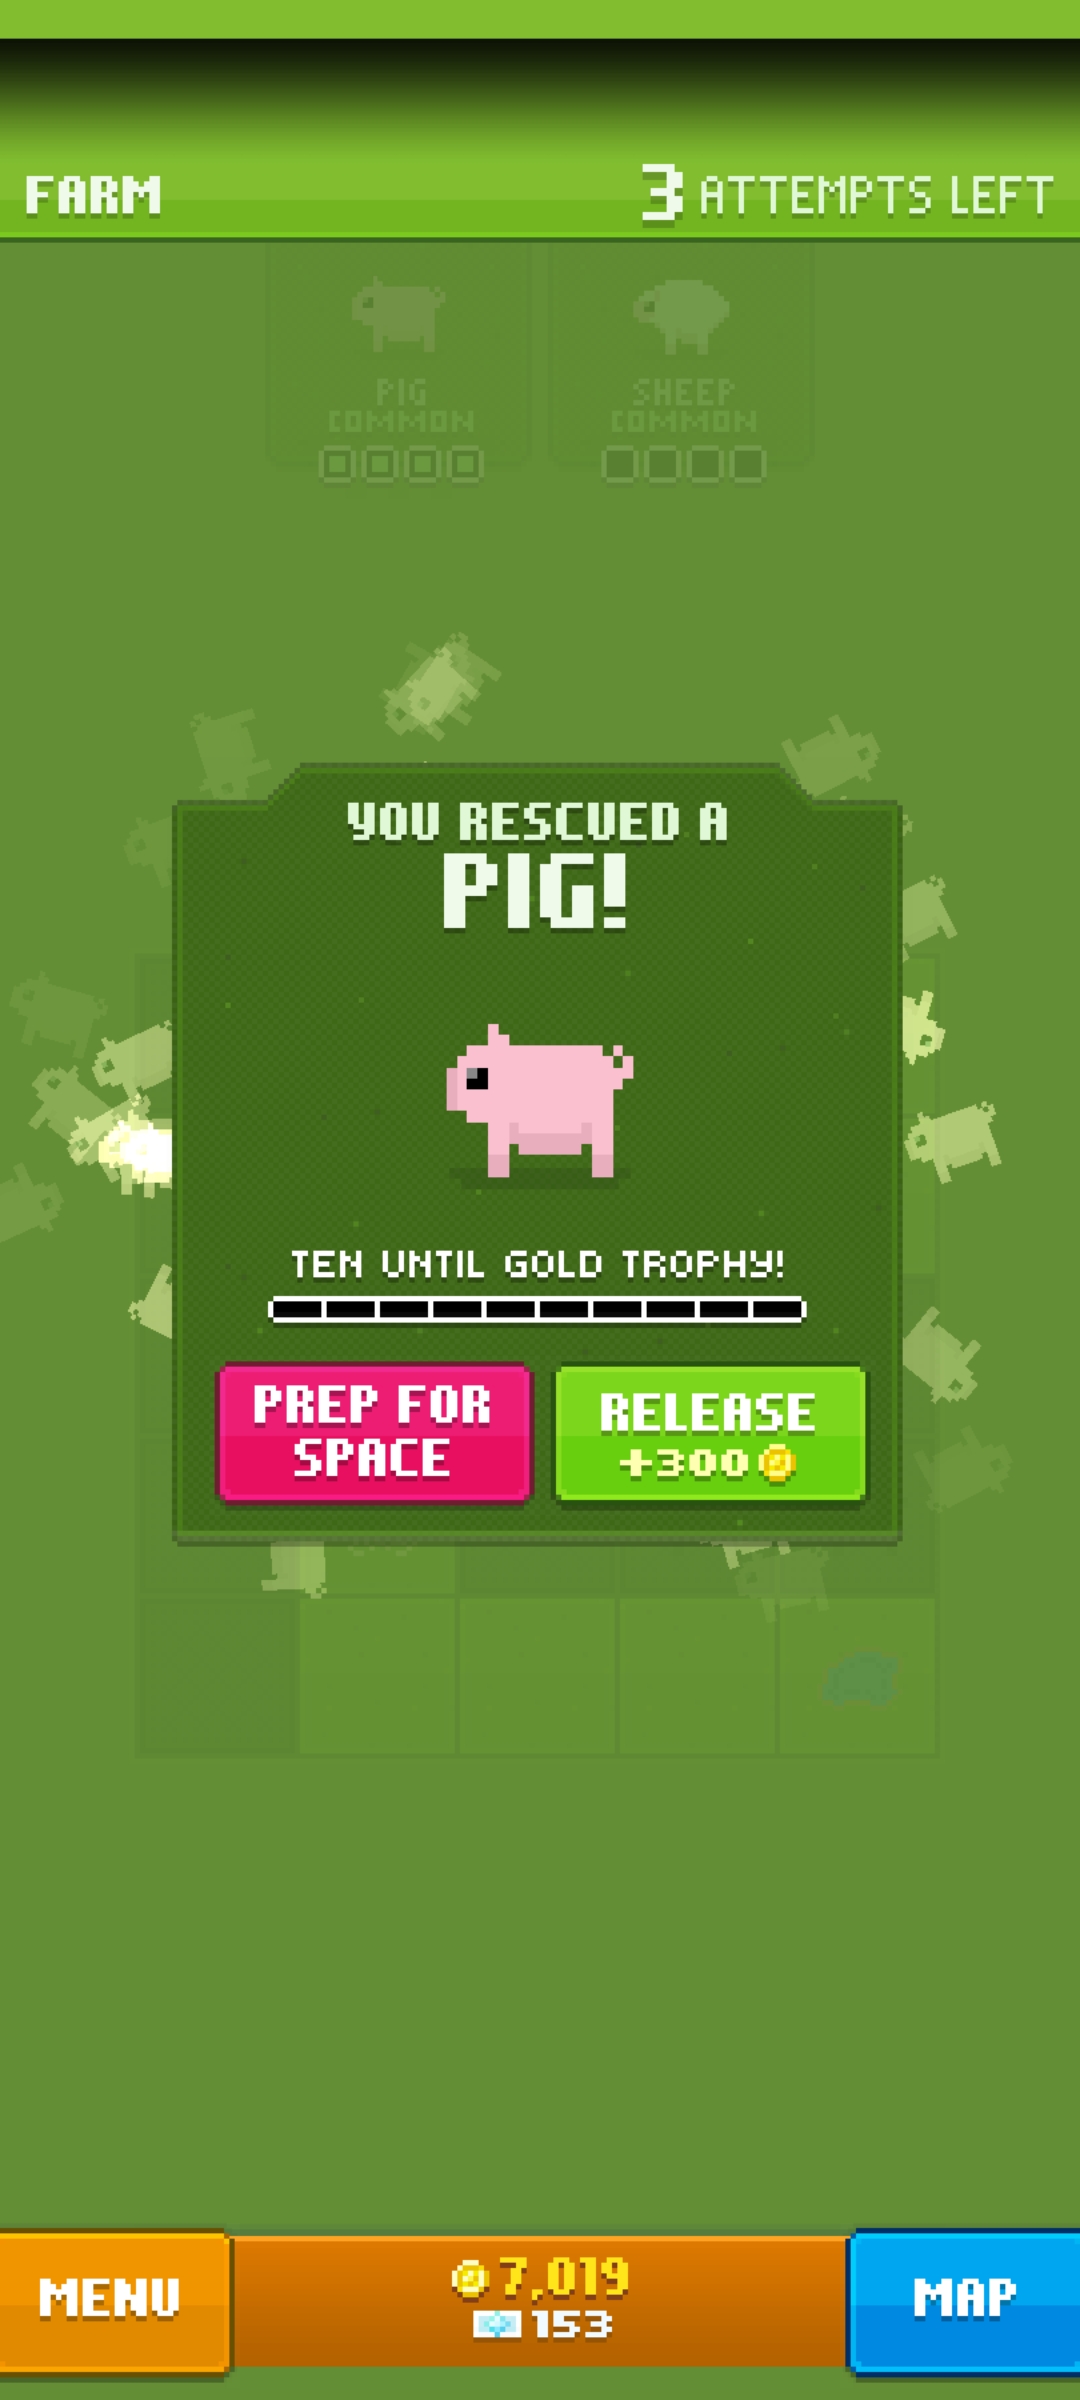 FARM
3 ATTEMPTS LEFT
PIG
COMMON
SHEEP
COMMON
YOU RESCUED A
PIG!
TEN UNTIL GOLD TROPHY!
PREP FOR
SPACE
RELEASE
+300
MENU
7,019
153
MAP